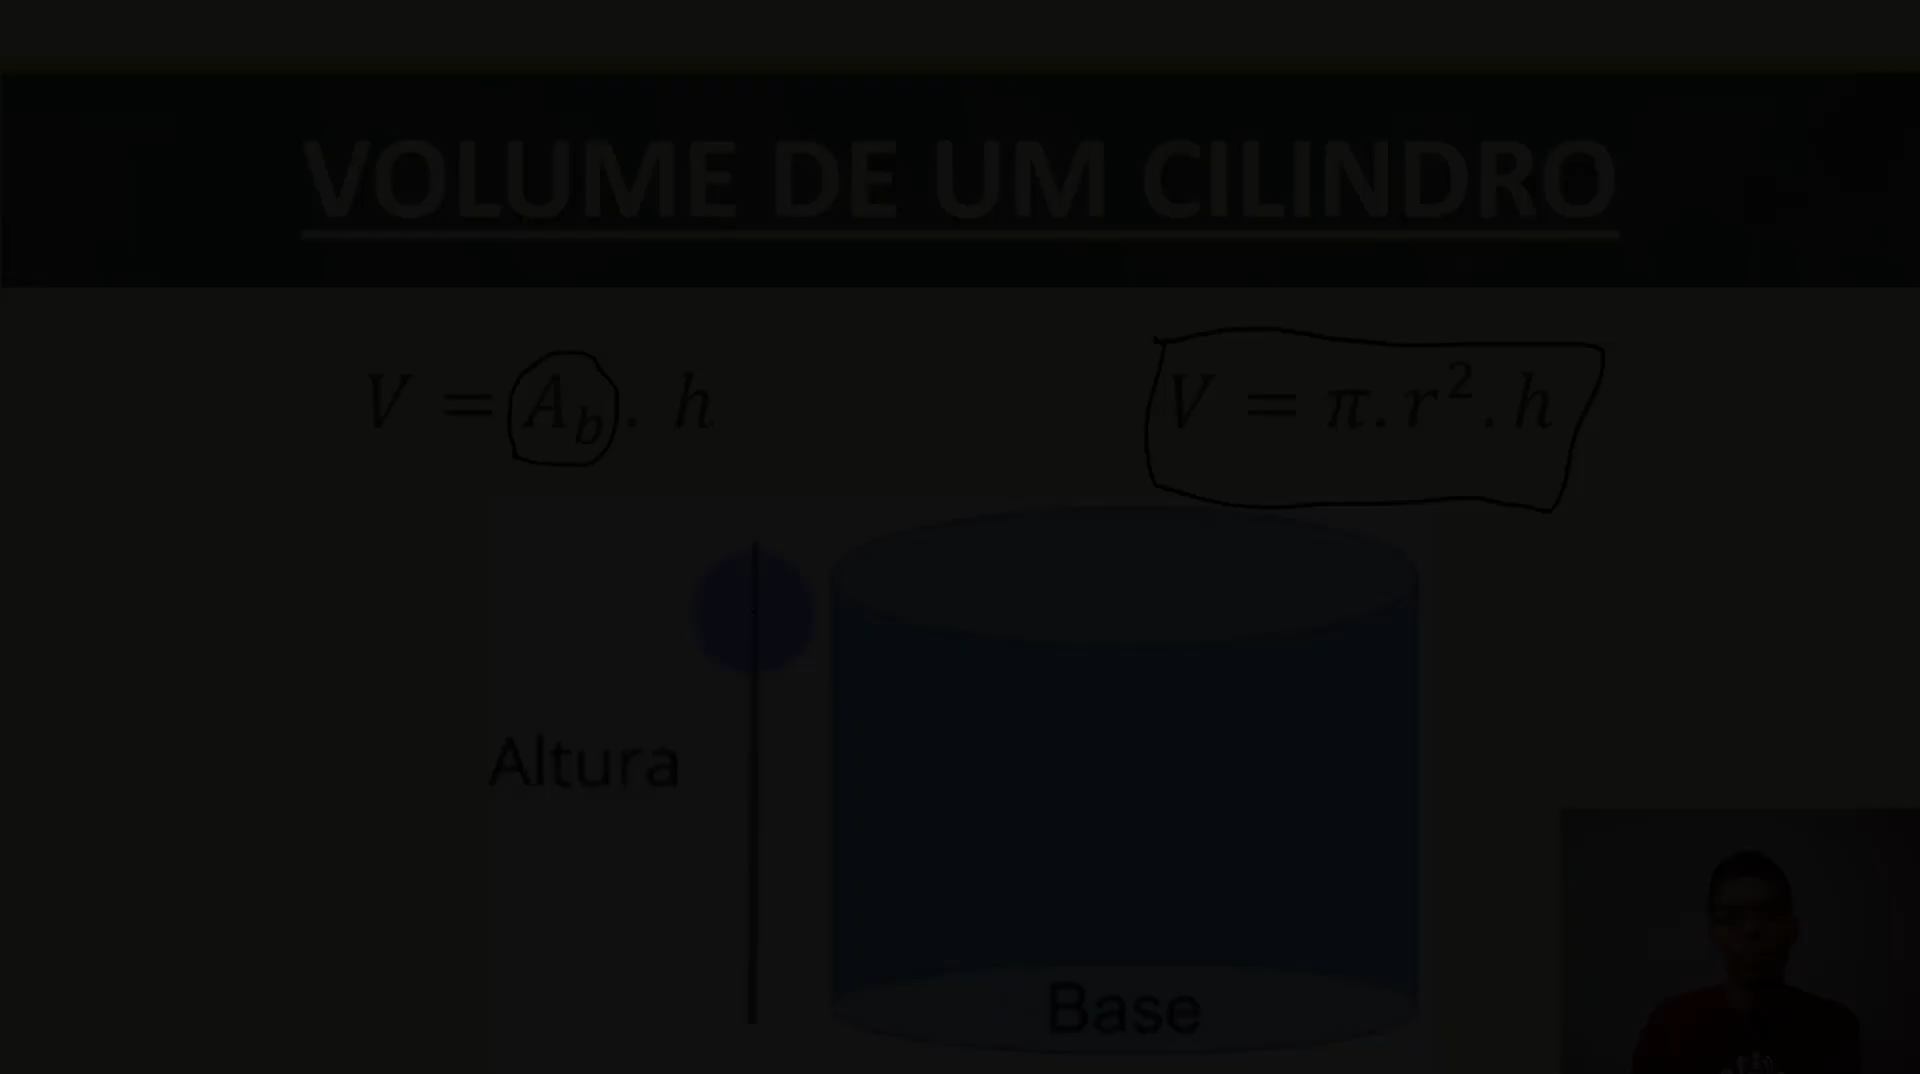 VOLUME DE UM CILINDRO
V = A_b . h
V = π . r² . h
Altura
Base